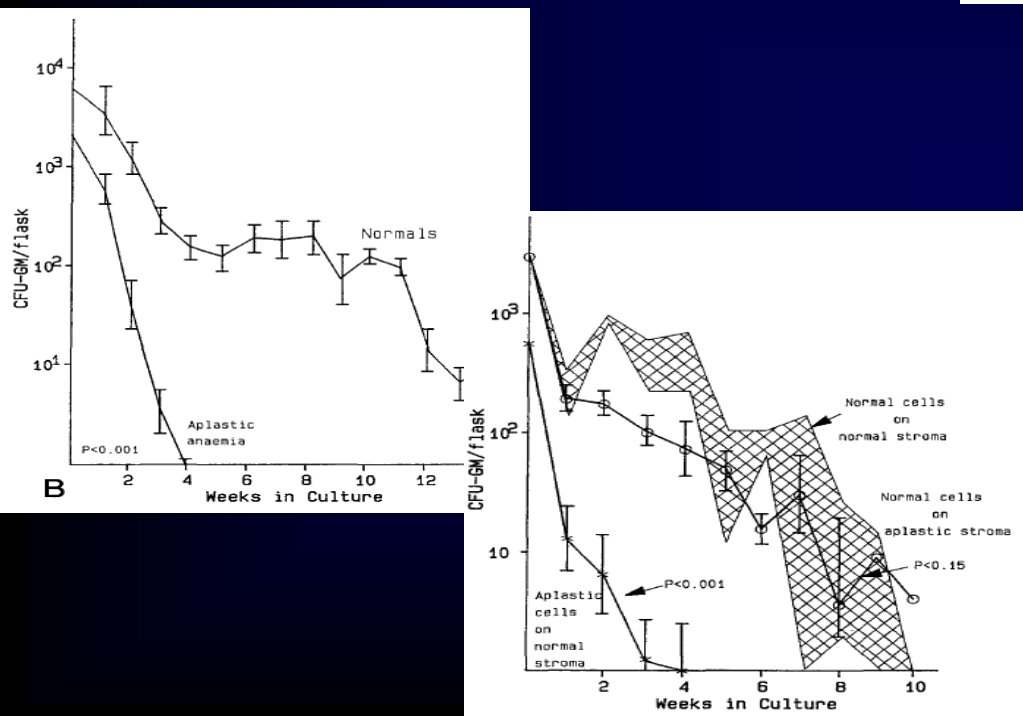 10⁴
10³
10²
10¹
CFU-GM/flask
Normals
Aplastic
anaemia
P<0.001
2 4 6 8 10 12
B
Weeks in Culture
10³
10²
10
CFU-GM/flask
Normal cells
on
normal stroma
Normal cells
on
aplastic stroma
P<0.15
P<0.001
Aplastic
cells
on
normal
stroma
2 4 6 8 10
Weeks in Culture